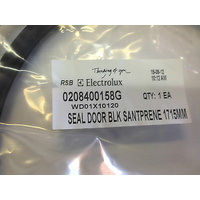 Thinking of you
RSB Electrolux
0208400158G QTY: 1 EA
WD01X10120
SEAL DOOR BLK SANTPRENE 1715MM